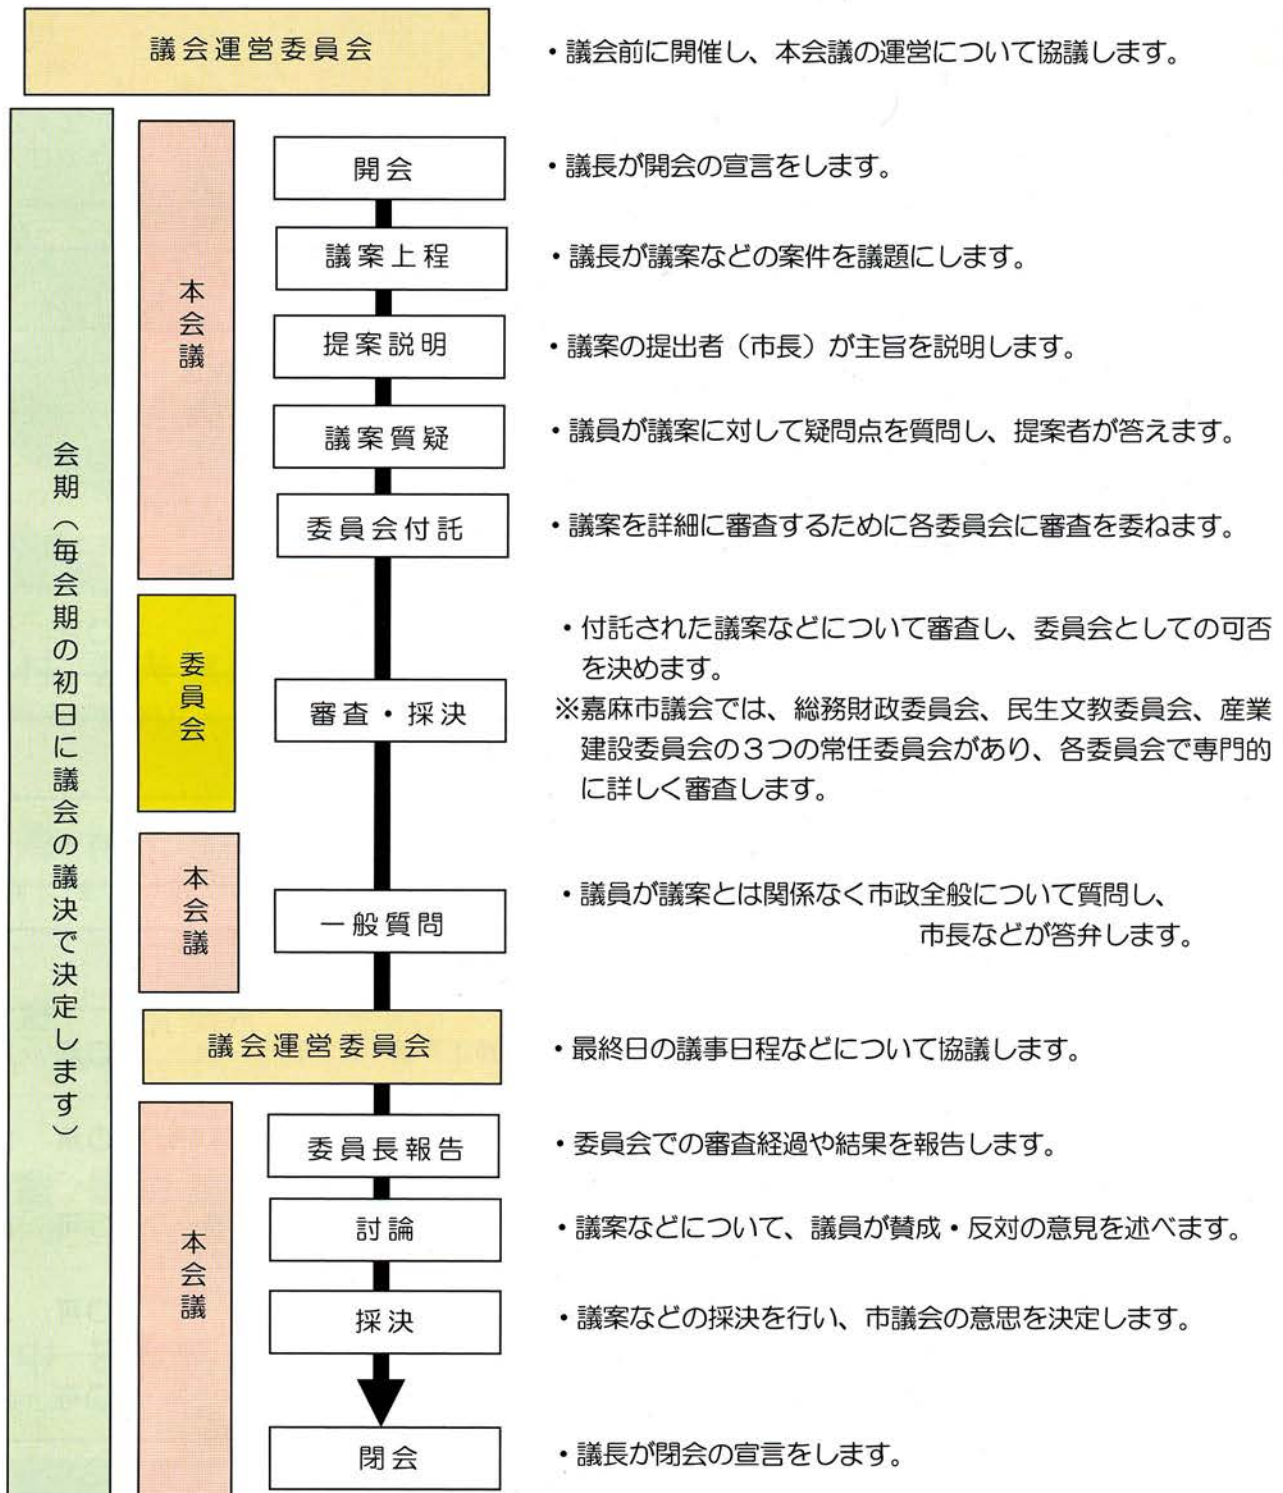 議会運営委員会
・議会前に開催し、本会議の運営について協議します。
会期（毎会期の初日に議会の議決で決定します）
本会議
開会
・議長が開会の宣言をします。
議案上程
・議長が議案などの案件を議題にします。
提案説明
・議案の提出者（市長）が主旨を説明します。
議案質疑
・議員が議案に対して疑問点を質問し、提案者が答えます。
委員会付託
・議案を詳細に審査するために各委員会に審査を委ねます。
委員会
審査・採決
・付託された議案などについて審査し、委員会としての可否
を決めます。
※嘉麻市議会では、総務財政委員会、民生文教委員会、産業
建設委員会の３つの常任委員会があり、各委員会で専門的
に詳しく審査します。
本会議
一般質問
・議員が議案とは関係なく市政全般について質問し、
市長などが答弁します。
議会運営委員会
・最終日の議事日程などについて協議します。
本会議
委員長報告
・委員会での審査経過や結果を報告します。
討論
・議案などについて、議員が賛成・反対の意見を述べます。
採決
・議案などの採決を行い、市議会の意思を決定します。
閉会
・議長が閉会の宣言をします。